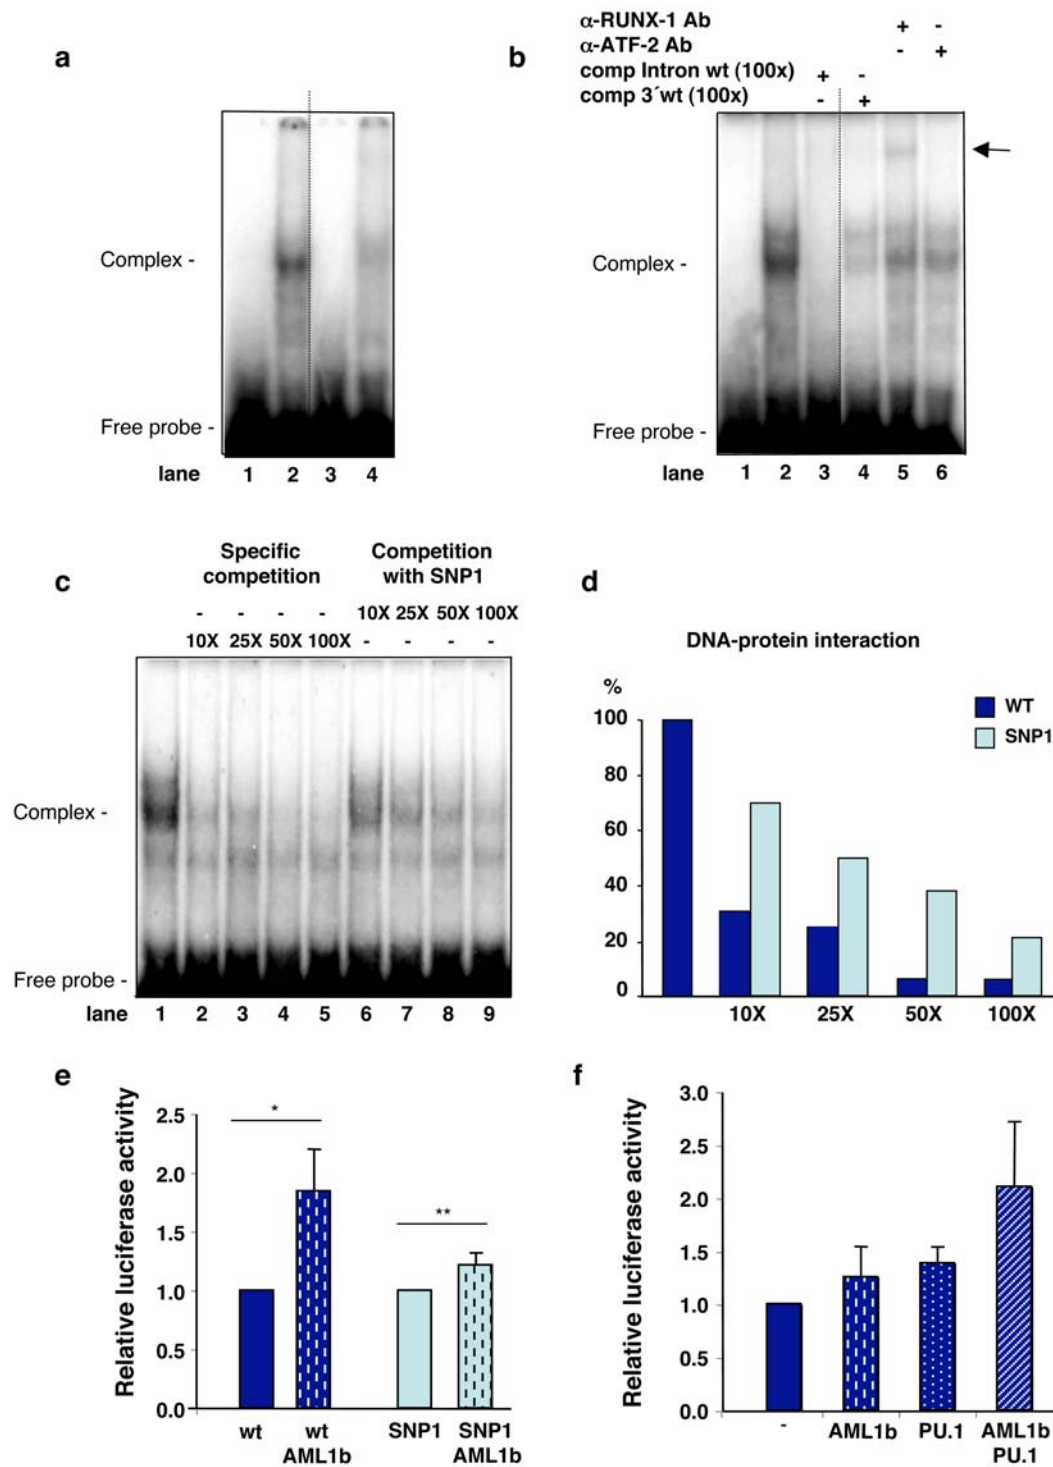 a
Complex -
Free probe -
lane 1 2 3 4
b
α-RUNX-1 Ab + -
α-ATF-2 Ab - +
comp Intron wt (100x) + -
comp 3´wt (100x) - +
Complex -
Free probe -
lane 1 2 3 4 5 6
c
Specific competition
Competition with SNP1
- - - - 10X 25X 50X 100X
10X 25X 50X 100X - - - -
Complex -
Free probe -
lane 1 2 3 4 5 6 7 8 9
d
DNA-protein interaction
%
100
80
60
40
20
0
WT
SNP1
10X 25X 50X 100X
e
Relative luciferase activity
2.5
2.0
1.5
1.0
0.5
0.0
*
**
wt wt SNP1 SNP1
AML1b AML1b
f
Relative luciferase activity
3.0
2.5
2.0
1.5
1.0
0.5
0.0
- AML1b PU.1 AML1b
PU.1